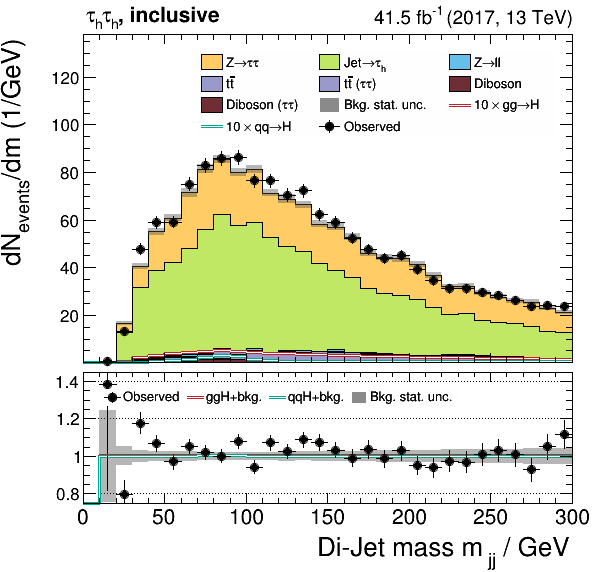 τₕτₕ, inclusive 41.5 fb⁻¹ (2017, 13 TeV)
dN_events/dm (1/GeV)
Z→ττ Jet→τₕ Z→ll
tt̄ tt̄ (ττ) Diboson
Diboson (ττ) Bkg. stat. unc. 10 × gg→H
10 × qq→H Observed
120
100
80
60
40
20
1.4
Observed ggH+bkg. qqH+bkg. Bkg. stat. unc.
1.2
1.0
0.8
0 50 100 150 200 250 300
Di-Jet mass m_jj / GeV